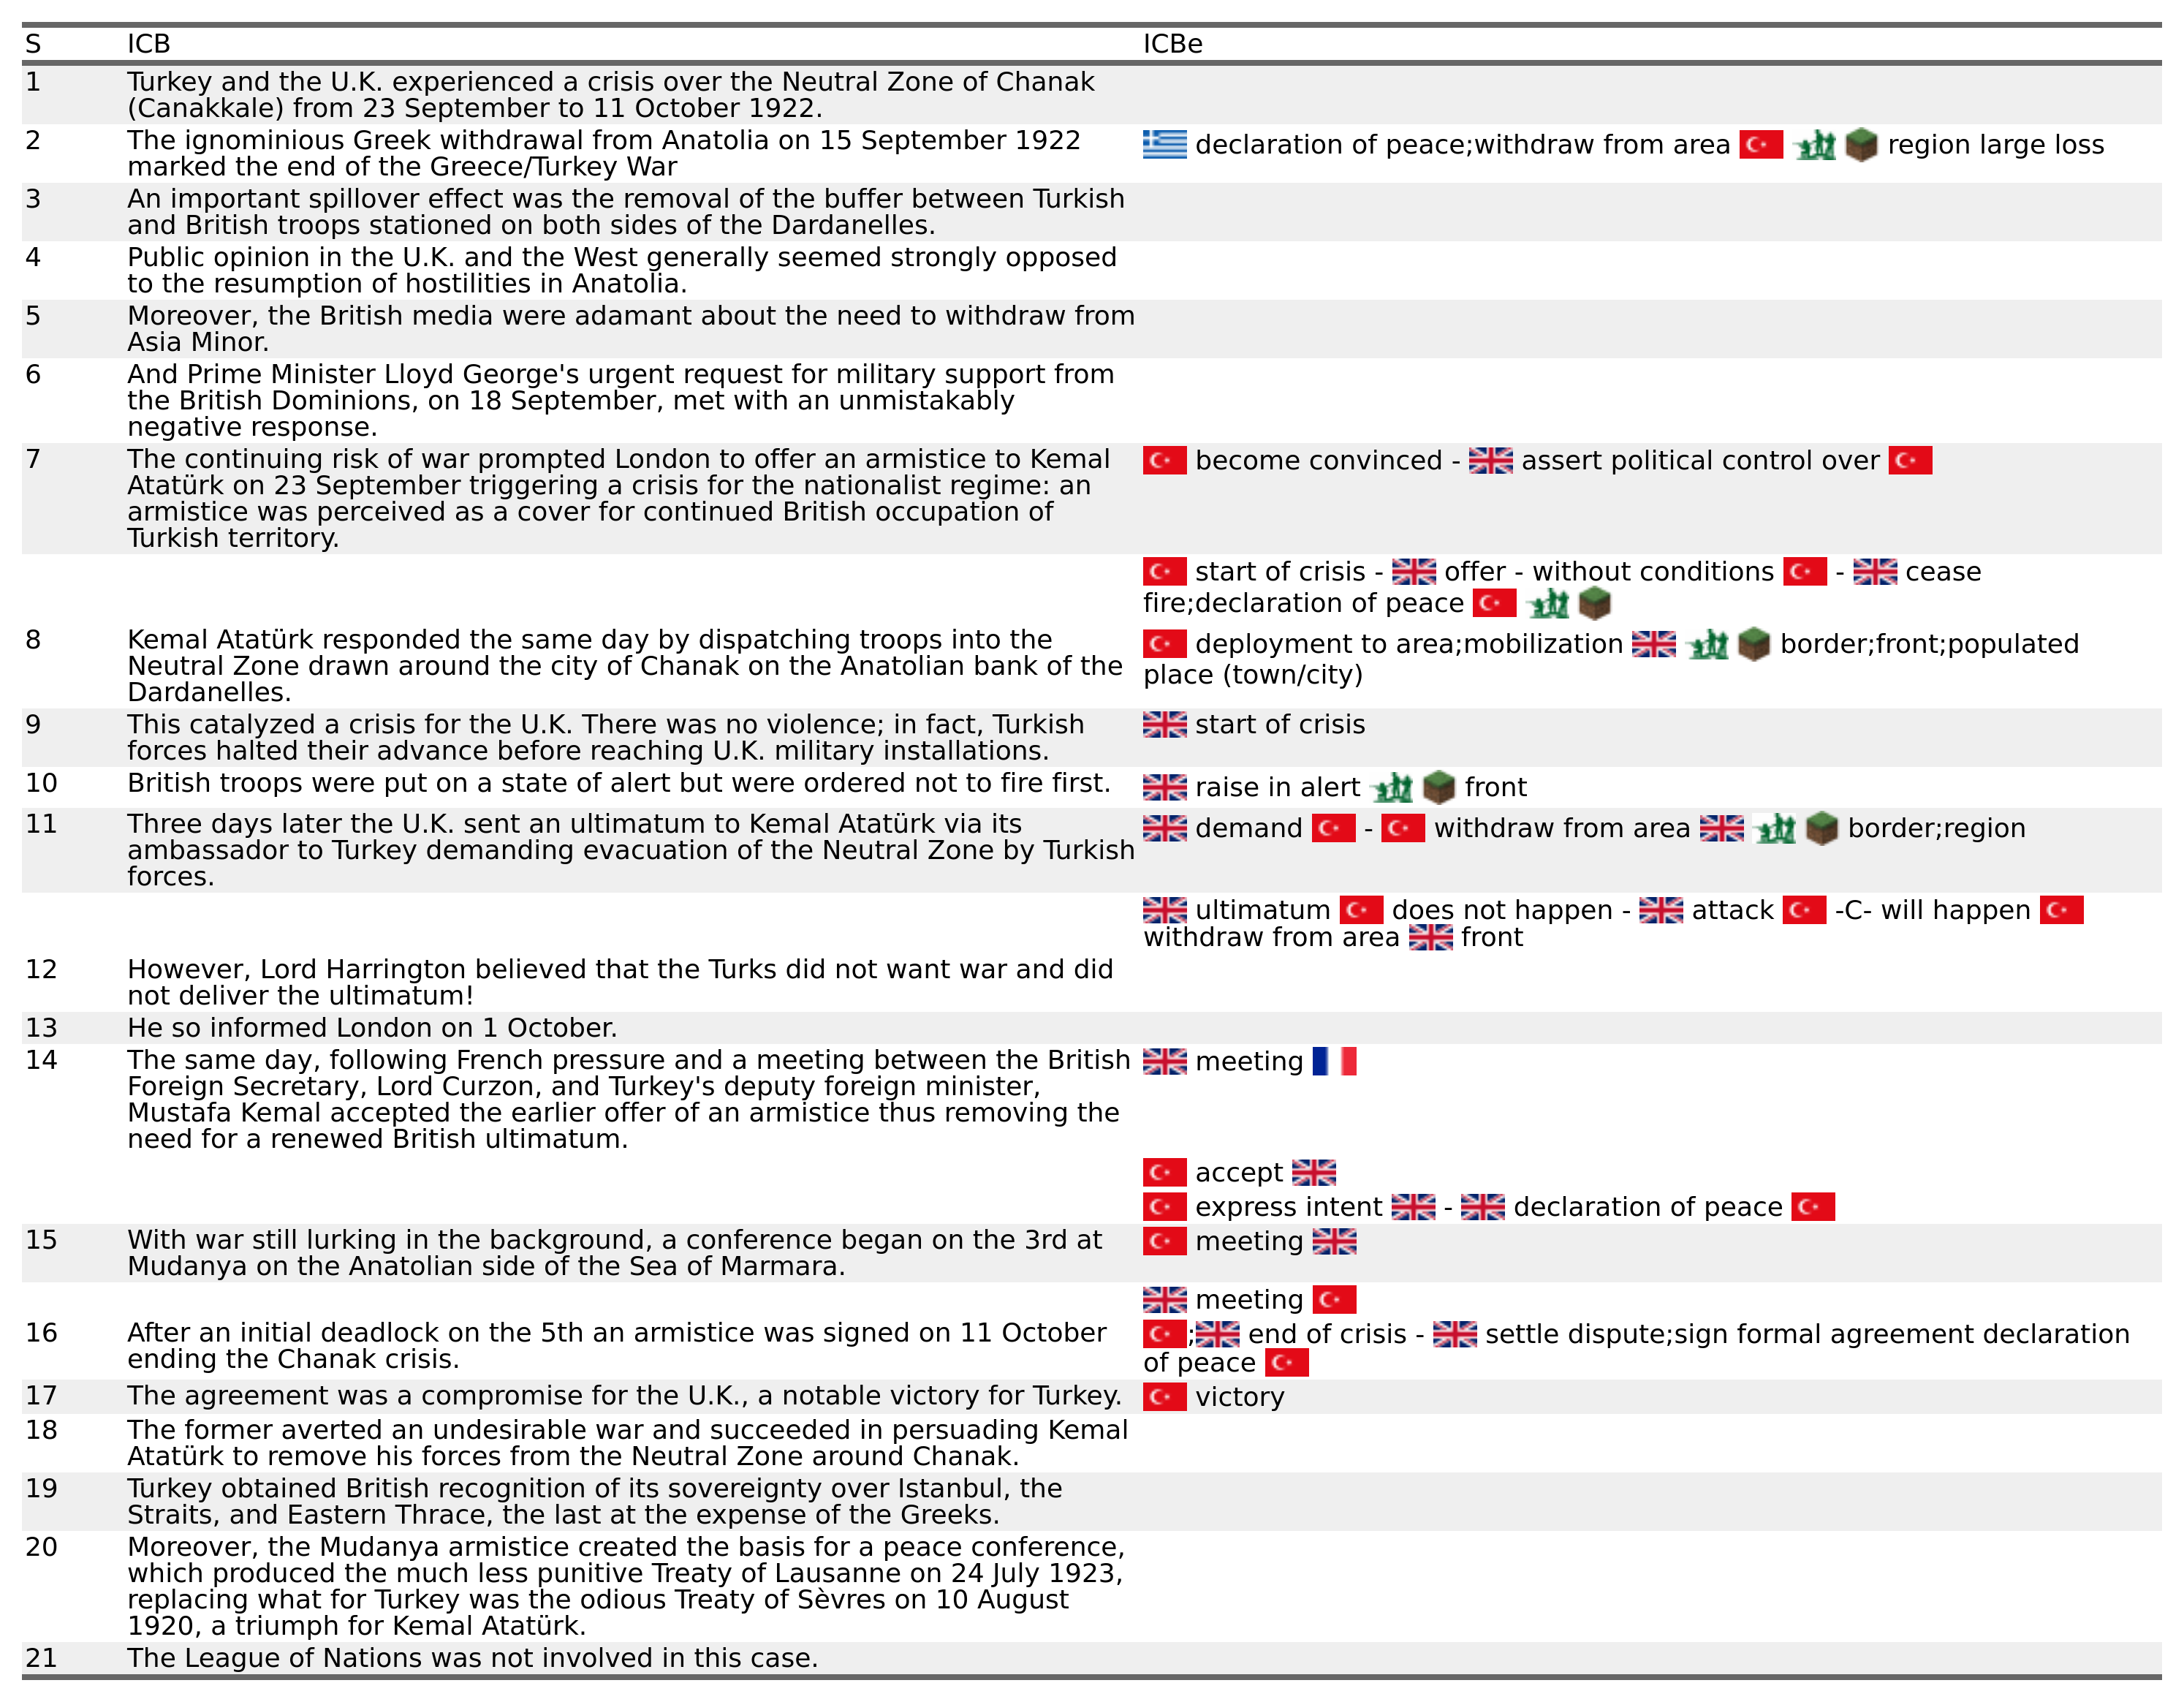 S ICB ICBe
1 Turkey and the U.K. experienced a crisis over the Neutral Zone of Chanak
(Canakkale) from 23 September to 11 October 1922.
2 The ignominious Greek withdrawal from Anatolia on 15 September 1922
marked the end of the Greece/Turkey War
declaration of peace;withdraw from area region large loss
3 An important spillover effect was the removal of the buffer between Turkish
and British troops stationed on both sides of the Dardanelles.
4 Public opinion in the U.K. and the West generally seemed strongly opposed
to the resumption of hostilities in Anatolia.
5 Moreover, the British media were adamant about the need to withdraw from
Asia Minor.
6 And Prime Minister Lloyd George's urgent request for military support from
the British Dominions, on 18 September, met with an unmistakably
negative response.
7 The continuing risk of war prompted London to offer an armistice to Kemal
Atatürk on 23 September triggering a crisis for the nationalist regime: an
armistice was perceived as a cover for continued British occupation of
Turkish territory.
become convinced - assert political control over
start of crisis - offer - without conditions - cease
fire;declaration of peace
8 Kemal Atatürk responded the same day by dispatching troops into the
Neutral Zone drawn around the city of Chanak on the Anatolian bank of the
Dardanelles.
deployment to area;mobilization border;front;populated
place (town/city)
9 This catalyzed a crisis for the U.K. There was no violence; in fact, Turkish
forces halted their advance before reaching U.K. military installations.
start of crisis
10 British troops were put on a state of alert but were ordered not to fire first.
raise in alert front
11 Three days later the U.K. sent an ultimatum to Kemal Atatürk via its
ambassador to Turkey demanding evacuation of the Neutral Zone by Turkish
forces.
demand - withdraw from area border;region
ultimatum does not happen - attack -C- will happen
withdraw from area front
12 However, Lord Harrington believed that the Turks did not want war and did
not deliver the ultimatum!
13 He so informed London on 1 October.
14 The same day, following French pressure and a meeting between the British
Foreign Secretary, Lord Curzon, and Turkey's deputy foreign minister,
Mustafa Kemal accepted the earlier offer of an armistice thus removing the
need for a renewed British ultimatum.
meeting
accept
express intent - declaration of peace
15 With war still lurking in the background, a conference began on the 3rd at
Mudanya on the Anatolian side of the Sea of Marmara.
meeting
meeting
16 After an initial deadlock on the 5th an armistice was signed on 11 October
ending the Chanak crisis.
; end of crisis - settle dispute;sign formal agreement declaration
of peace
17 The agreement was a compromise for the U.K., a notable victory for Turkey.
victory
18 The former averted an undesirable war and succeeded in persuading Kemal
Atatürk to remove his forces from the Neutral Zone around Chanak.
19 Turkey obtained British recognition of its sovereignty over Istanbul, the
Straits, and Eastern Thrace, the last at the expense of the Greeks.
20 Moreover, the Mudanya armistice created the basis for a peace conference,
which produced the much less punitive Treaty of Lausanne on 24 July 1923,
replacing what for Turkey was the odious Treaty of Sèvres on 10 August
1920, a triumph for Kemal Atatürk.
21 The League of Nations was not involved in this case.